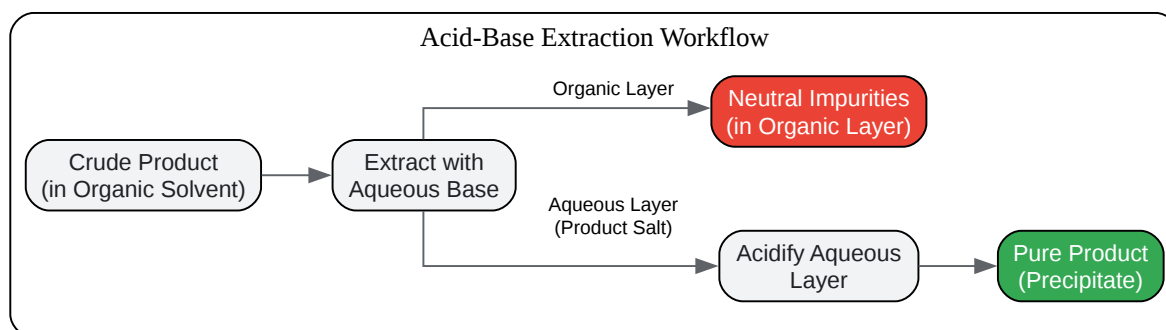 Acid-Base Extraction Workflow
Organic Layer
Neutral Impurities
(in Organic Layer)
Crude Product
(in Organic Solvent)
Extract with
Aqueous Base
Aqueous Layer
(Product Salt)
Acidify Aqueous
Layer
Pure Product
(Precipitate)